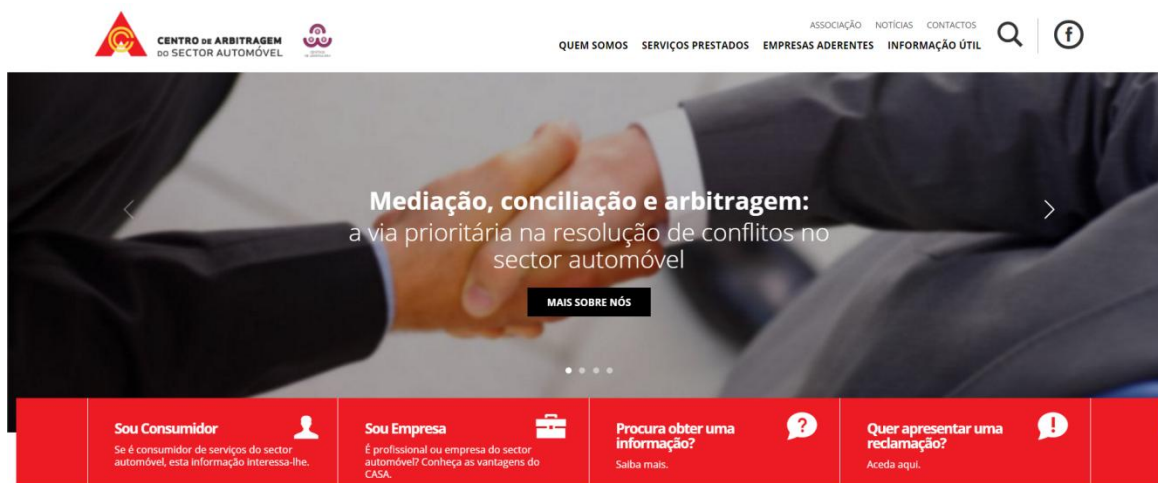 CENTRO DE ARBITRAGEM
DO SECTOR AUTOMÓVEL
ASSOCIAÇÃO NOTÍCIAS CONTACTOS
QUEM SOMOS SERVIÇOS PRESTADOS EMPRESAS ADERENTES INFORMAÇÃO ÚTIL
Mediação, conciliação e arbitragem:
a via prioritária na resolução de conflitos no
sector automóvel
MAIS SOBRE NÓS
Sou Consumidor
Se é consumidor de serviços do sector
automóvel, esta informação interessa-lhe.
Sou Empresa
É profissional ou empresa do sector
automóvel? Conheça as vantagens do
CASA.
Procura obter uma
informação?
Saiba mais.
Quer apresentar uma
reclamação?
Aceda aqui.